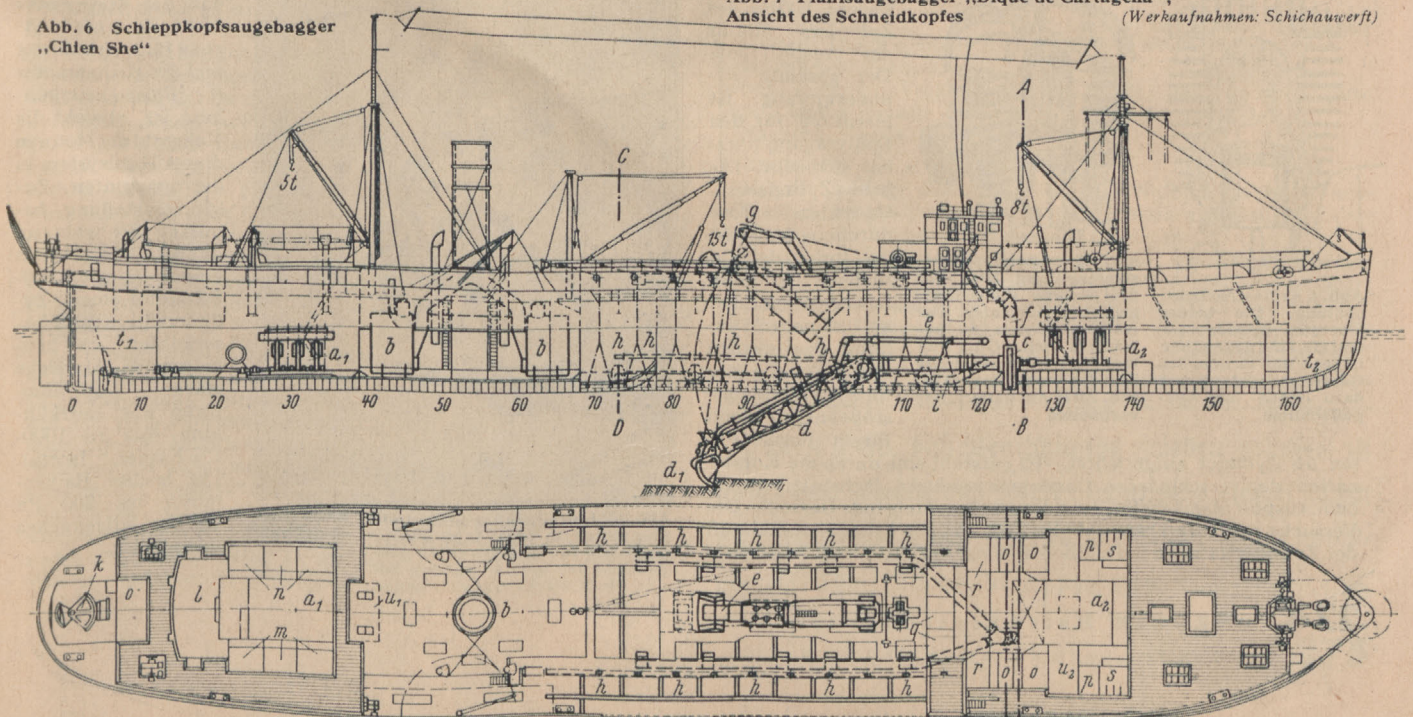 Abb. 6 Schleppkopfsaugebagger
„Chien She“
Ansicht des Schneidkopfes (Werkaufnahmen: Schichauwerft)
A
C
5t
8t
g
15t
f
e
t₁ a₁ b b h h h h c a₂ t₂
0 10 20 30 40 50 60 70 80 90 d 110 i 120 130 140 150 160
D B
d₁
h h h h h o o p s
k o l n a₁ u₁ b e r a₂
m q
h h h h h r o o u₂ p s